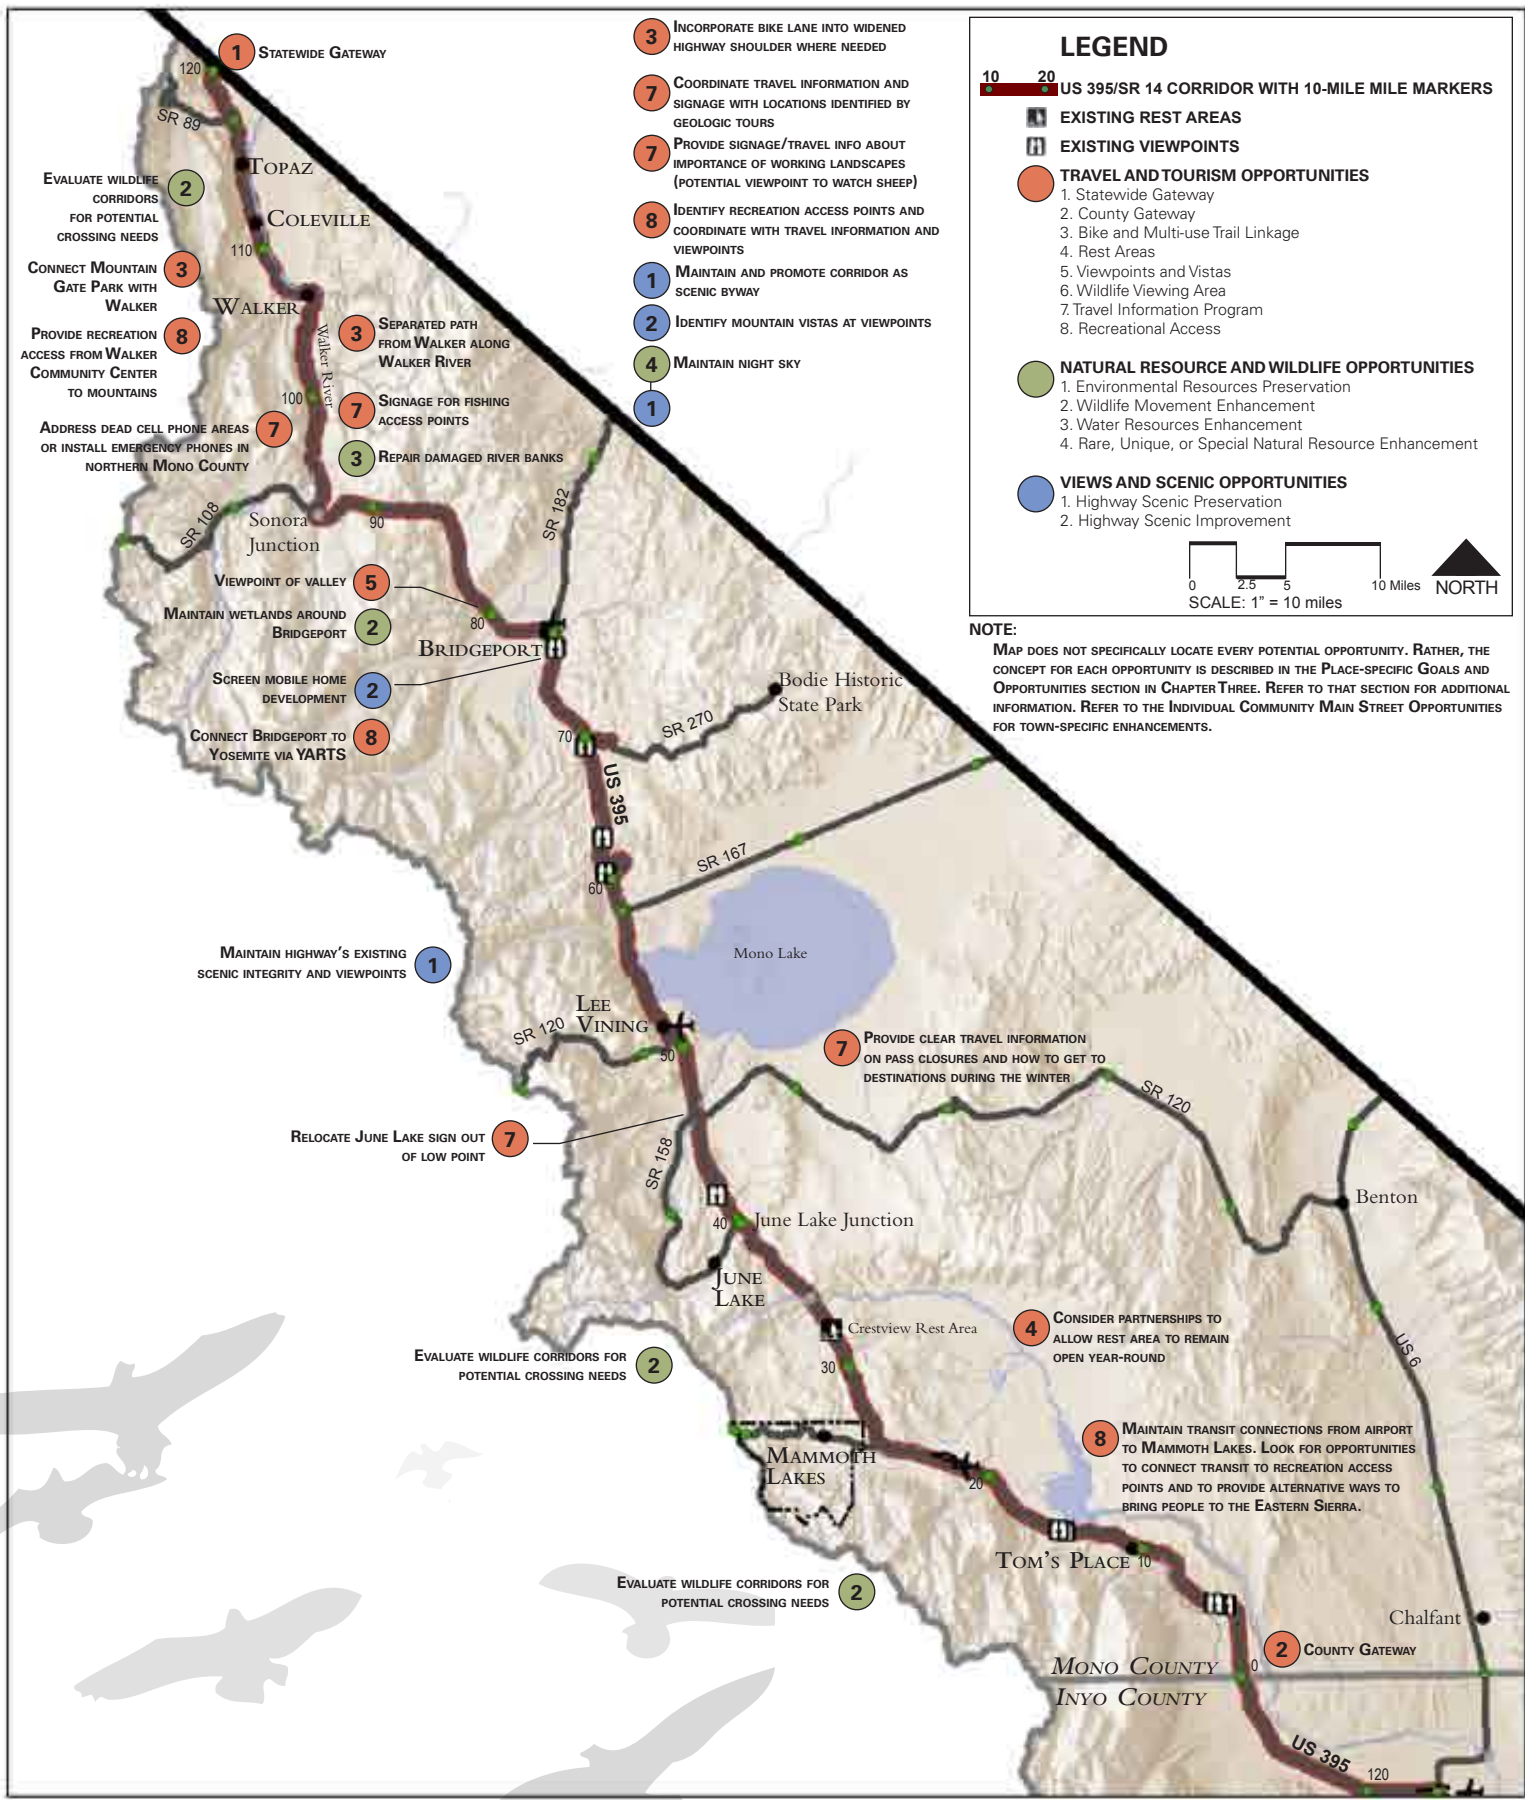 1 Statewide Gateway
120
SR 89
Topaz
2 Evaluate wildlife
corridors
for potential
crossing needs
Coleville
110
3 Connect Mountain
Gate Park with
Walker
Walker
Walker River
8 Provide recreation
access from Walker
Community Center
to mountains
3 Separated path
from Walker along
Walker River
100
7 Signage for fishing
access points
7 Address dead cell phone areas
or install emergency phones in
northern Mono County
3 Repair damaged river banks
SR 108
Sonora
Junction
90
SR 182
5 Viewpoint of valley
80
2 Maintain wetlands around
Bridgeport
Bridgeport
2 Screen mobile home
development
8 Connect Bridgeport to
Yosemite via YARTS
Bodie Historic
State Park
SR 270
70
US 395
SR 167
60
1 Maintain highway's existing
scenic integrity and viewpoints
Mono Lake
Lee
Vining
SR 120
50
7 Provide clear travel information
on pass closures and how to get to
destinations during the winter
SR 120
7 Relocate June Lake sign out
of low point
SR 158
Benton
40
June Lake Junction
June
Lake
Crestview Rest Area
4 Consider partnerships to
allow rest area to remain
open year-round
US 6
2 Evaluate wildlife corridors for
potential crossing needs
30
Mammoth
Lakes
8 Maintain transit connections from airport
to Mammoth Lakes. Look for opportunities
to connect transit to recreation access
points and to provide alternative ways to
bring people to the Eastern Sierra.
20
Tom's Place
10
2 Evaluate wildlife corridors for
potential crossing needs
Chalfant
2 County Gateway
0
Mono County
Inyo County
US 395
120
3 Incorporate bike lane into widened
highway shoulder where needed
7 Coordinate travel information and
signage with locations identified by
geologic tours
7 Provide signage/travel info about
importance of working landscapes
(potential viewpoint to watch sheep)
8 Identify recreation access points and
coordinate with travel information and
viewpoints
1 Maintain and promote corridor as
scenic byway
2 Identify mountain vistas at viewpoints
4 Maintain night sky
1
LEGEND
10 20
US 395/SR 14 CORRIDOR WITH 10-MILE MILE MARKERS
EXISTING REST AREAS
EXISTING VIEWPOINTS
TRAVEL AND TOURISM OPPORTUNITIES
1. Statewide Gateway
2. County Gateway
3. Bike and Multi-use Trail Linkage
4. Rest Areas
5. Viewpoints and Vistas
6. Wildlife Viewing Area
7. Travel Information Program
8. Recreational Access
NATURAL RESOURCE AND WILDLIFE OPPORTUNITIES
1. Environmental Resources Preservation
2. Wildlife Movement Enhancement
3. Water Resources Enhancement
4. Rare, Unique, or Special Natural Resource Enhancement
VIEWS AND SCENIC OPPORTUNITIES
1. Highway Scenic Preservation
2. Highway Scenic Improvement
0 2.5 5 10 Miles
SCALE: 1" = 10 miles
NORTH
NOTE:
Map does not specifically locate every potential opportunity. Rather, the
concept for each opportunity is described in the Place-specific Goals and
Opportunities section in Chapter Three. Refer to that section for additional
information. Refer to the Individual Community Main Street Opportunities
for town-specific enhancements.